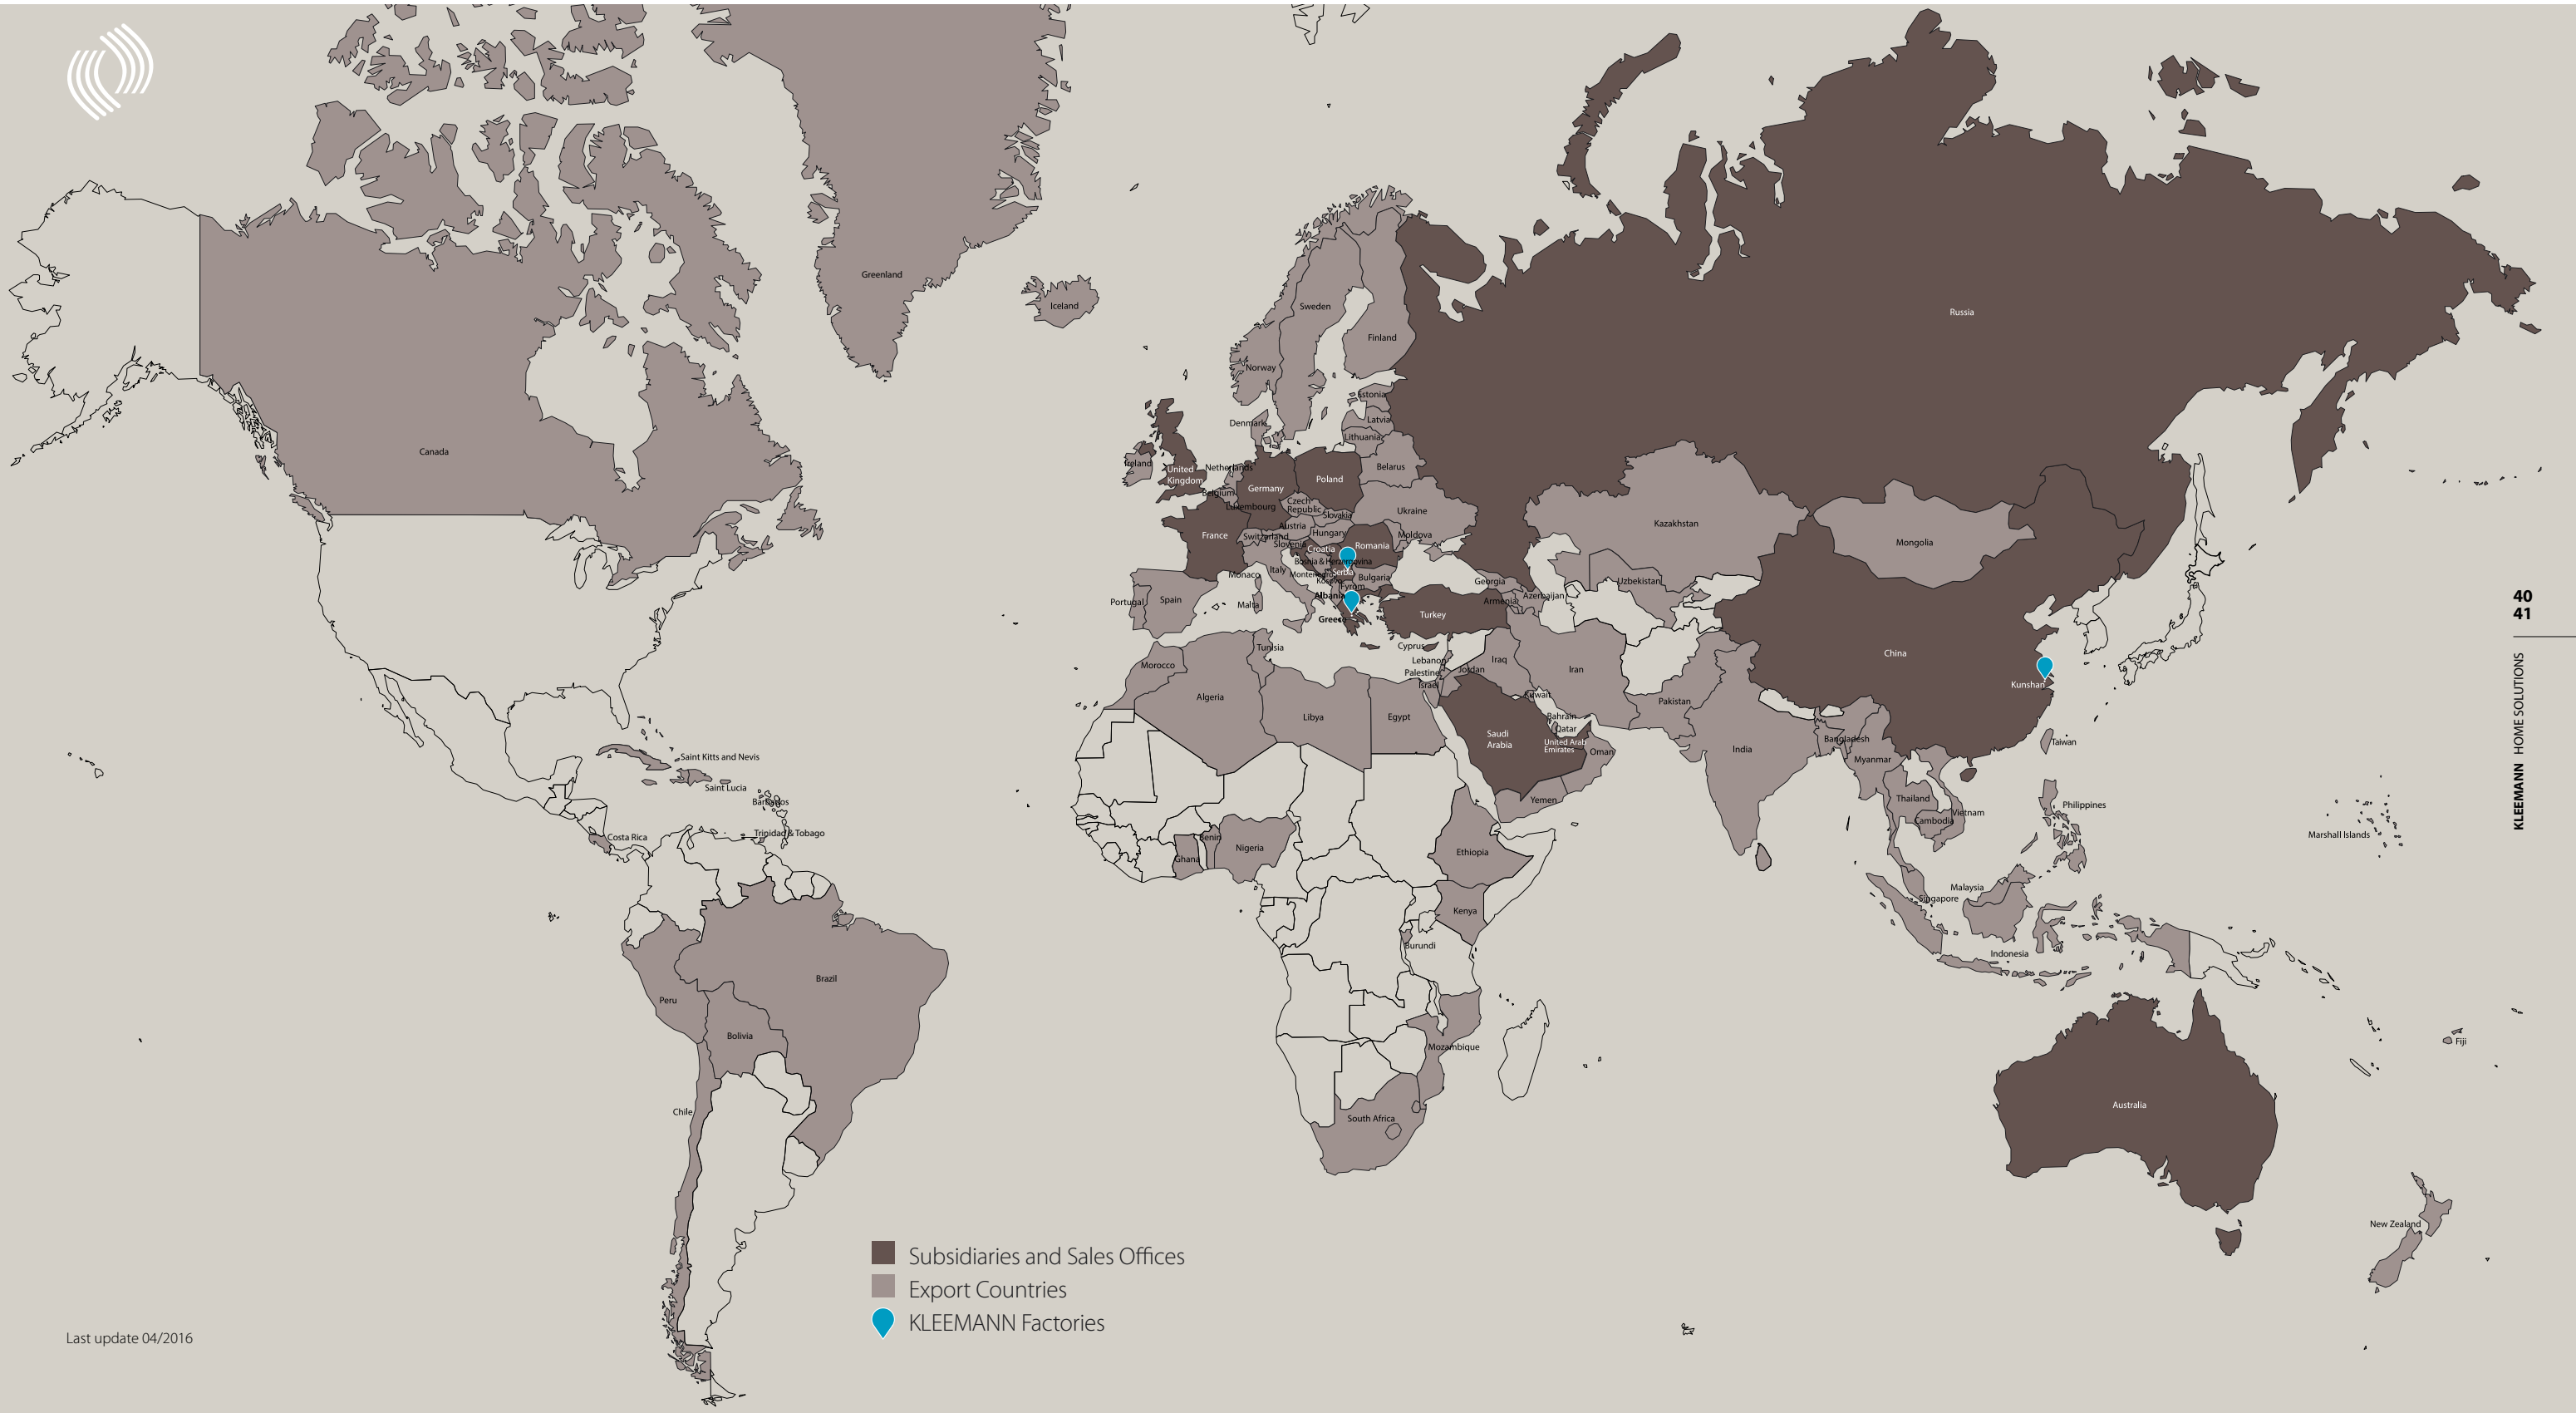 Greenland
Iceland
Canada
Sweden
Finland
Norway
Russia
Estonia
Latvia
Lithuania
Denmark
Ireland
United
Kingdom
Netherlands
Belgium
Luxembourg
Germany
Poland
Belarus
Czech
Republic
Slovakia
Ukraine
Austria
Hungary
Moldova
France
Switzerland
Slovenia
Croatia
Romania
Bosnia & Herzegovina
Serbia
Italy
Monaco
Montenegro
Kosovo
Bulgaria
Fyrom
Albania
Greece
Portugal
Spain
Malta
Turkey
Georgia
Armenia
Azerbaijan
Kazakhstan
Uzbekistan
Mongolia
China
Kunshan
Taiwan
Cyprus
Lebanon
Palestine
Israel
Jordan
Iraq
Iran
Kuwait
Bahrain
Qatar
United Arab
Emirates
Saudi
Arabia
Oman
Yemen
Pakistan
India
Bangladesh
Myanmar
Thailand
Vietnam
Cambodia
Philippines
Malaysia
Singapore
Indonesia
Marshall Islands
Morocco
Tunisia
Algeria
Libya
Egypt
Benin
Ghana
Nigeria
Ethiopia
Kenya
Burundi
Mozambique
South Africa
Saint Kitts and Nevis
Saint Lucia
Barbados
Trinidad & Tobago
Costa Rica
Brazil
Peru
Bolivia
Chile
Australia
Fiji
New Zealand
40
41
KLEEMANN HOME SOLUTIONS
Subsidiaries and Sales Offices
Export Countries
KLEEMANN Factories
Last update 04/2016